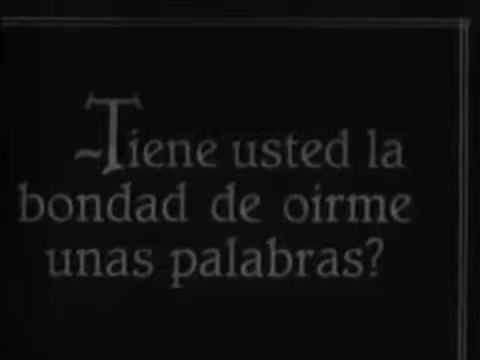 Tiene usted la
bondad de oirme
unas palabras?